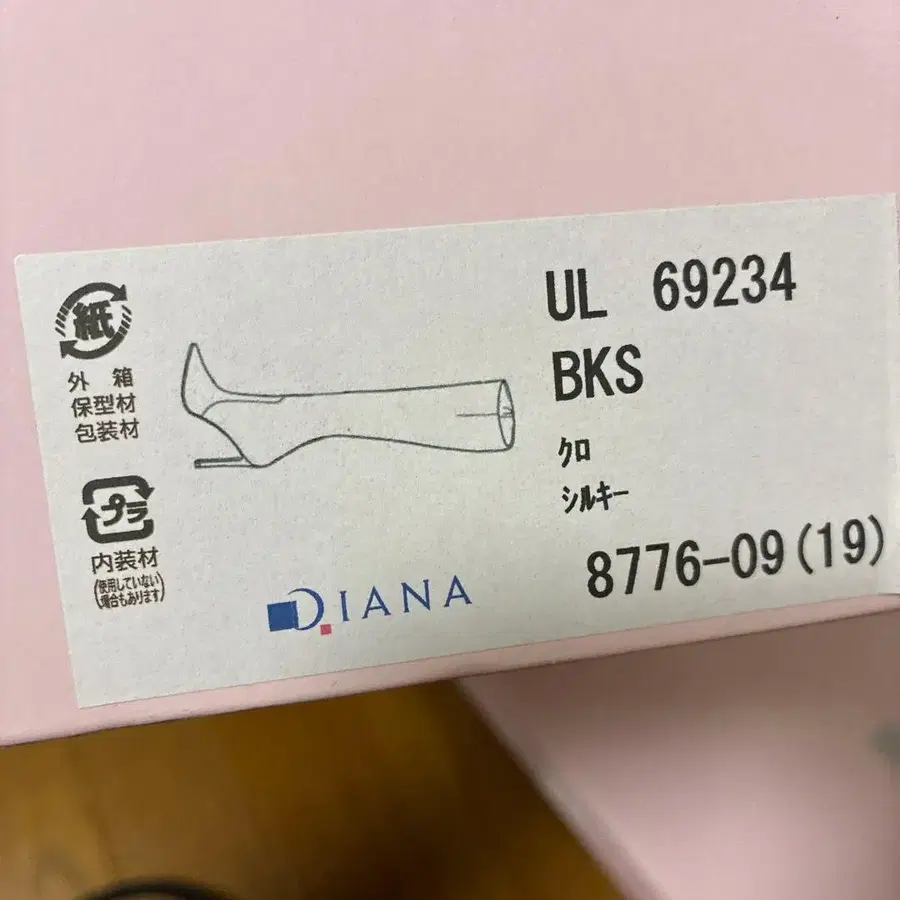 紙
外 箱
保型材
包装材
プラ
内装材
(使用していない
場合もあります)
DIANA
UL 69234
BKS
クロ
シルキー
8776-09(19)